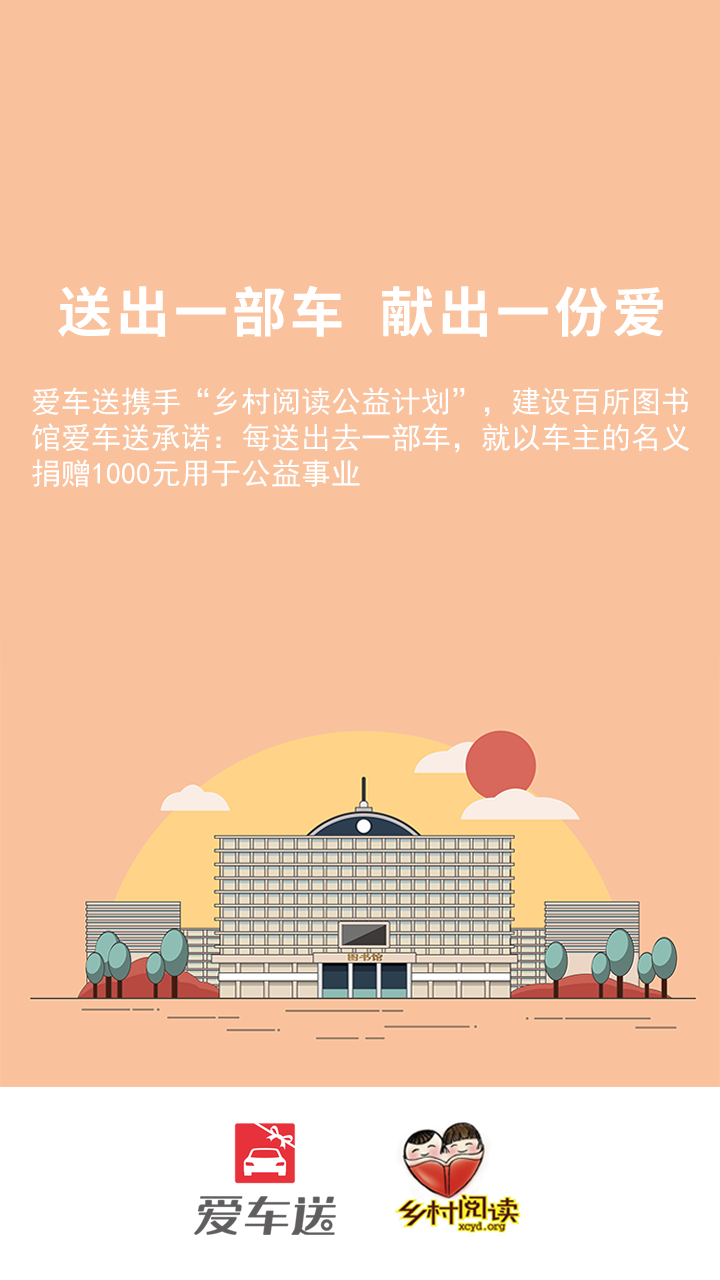 送出一部车 献出一份爱
爱车送携手“乡村阅读公益计划”，建设百所图书
馆爱车送承诺：每送出去一部车，就以车主的名义
捐赠1000元用于公益事业
图书馆
爱车送
乡村阅读
xcyd.org